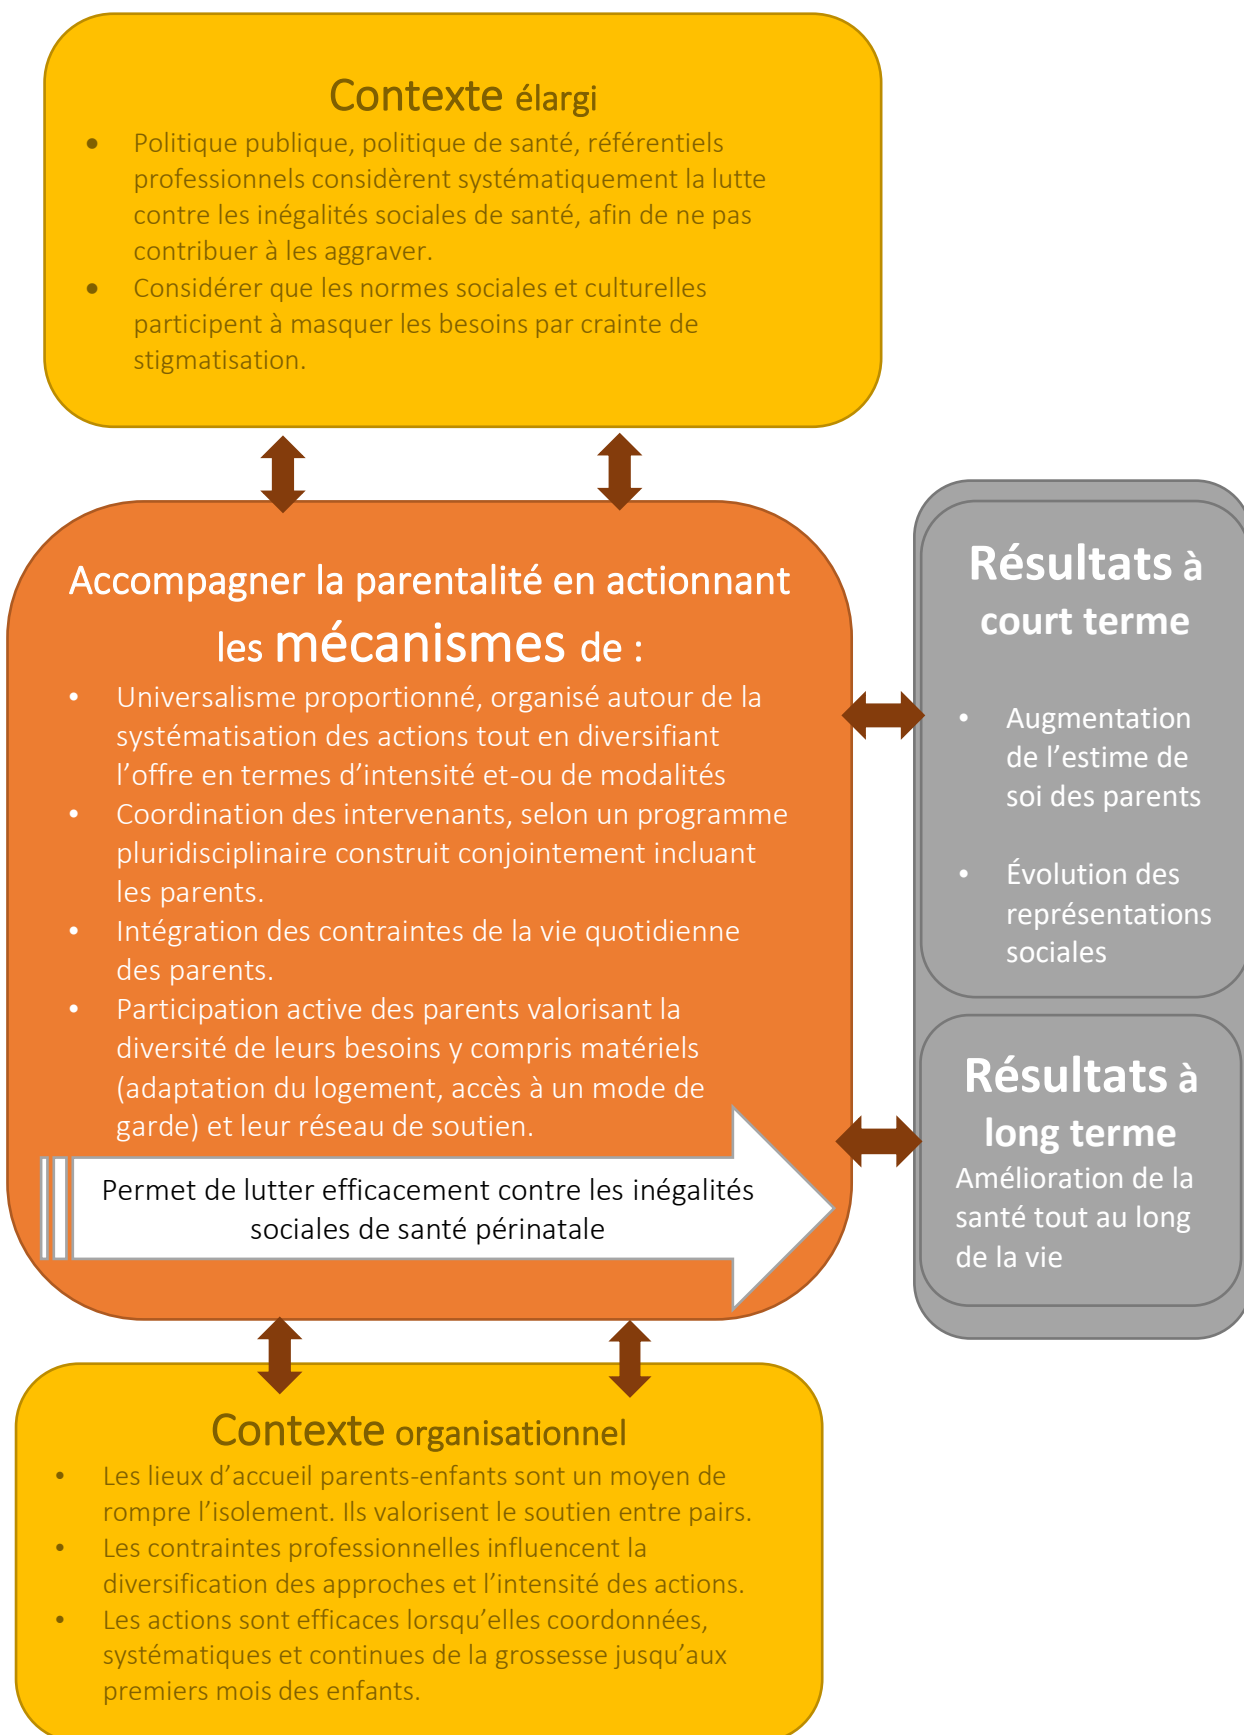 Contexte élargi
• Politique publique, politique de santé, référentiels
professionnels considèrent systématiquement la lutte
contre les inégalités sociales de santé, afin de ne pas
contribuer à les aggraver.
• Considérer que les normes sociales et culturelles
participent à masquer les besoins par crainte de
stigmatisation.
Accompagner la parentalité en actionnant
les mécanismes de :
• Universalisme proportionné, organisé autour de la
systématisation des actions tout en diversifiant
l’offre en termes d’intensité et-ou de modalités
• Coordination des intervenants, selon un programme
pluridisciplinaire construit conjointement incluant
les parents.
• Intégration des contraintes de la vie quotidienne
des parents.
• Participation active des parents valorisant la
diversité de leurs besoins y compris matériels
(adaptation du logement, accès à un mode de
garde) et leur réseau de soutien.
Permet de lutter efficacement contre les inégalités
sociales de santé périnatale
Résultats à
court terme
• Augmentation
de l’estime de
soi des parents
• Évolution des
représentations
sociales
Résultats à
long terme
Amélioration de la
santé tout au long
de la vie
Contexte organisationnel
• Les lieux d’accueil parents-enfants sont un moyen de
rompre l’isolement. Ils valorisent le soutien entre pairs.
• Les contraintes professionnelles influencent la
diversification des approches et l’intensité des actions.
• Les actions sont efficaces lorsqu’elles coordonnées,
systématiques et continues de la grossesse jusqu’aux
premiers mois des enfants.